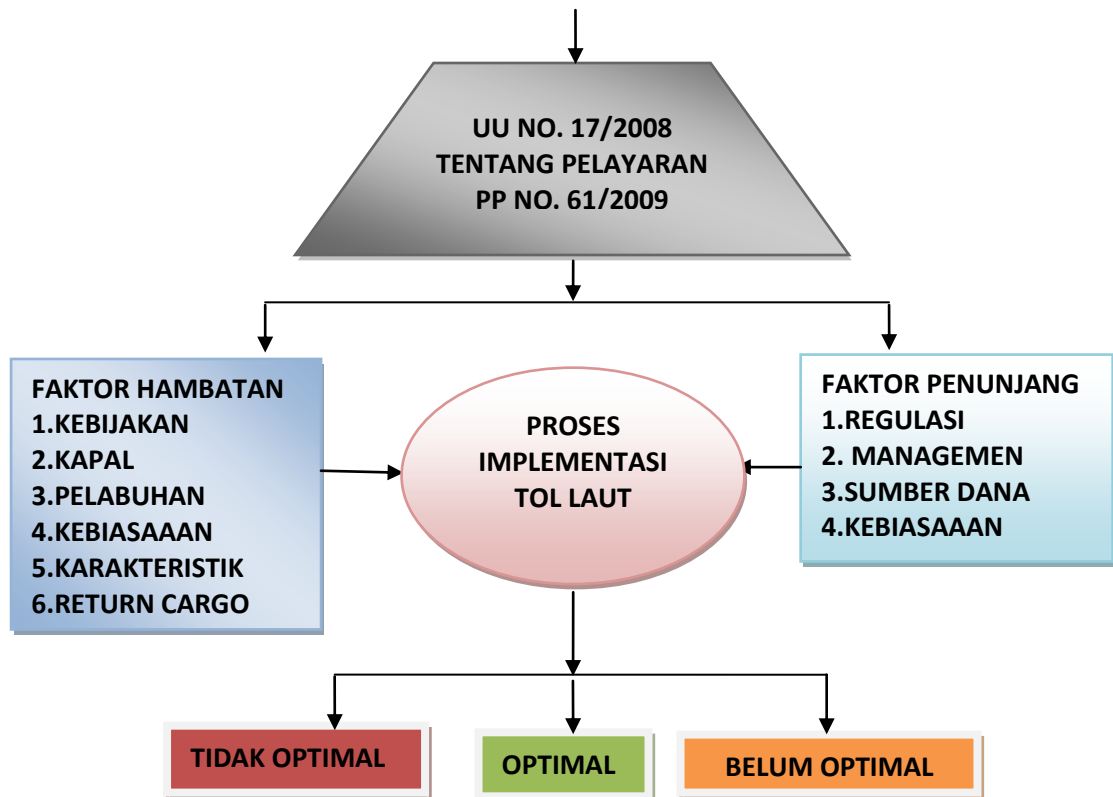 UU NO. 17/2008
TENTANG PELAYARAN
PP NO. 61/2009
FAKTOR HAMBATAN
1.KEBIJAKAN
2.KAPAL
3.PELABUHAN
4.KEBIASAAAN
5.KARAKTERISTIK
6.RETURN CARGO
PROSES
IMPLEMENTASI
TOL LAUT
FAKTOR PENUNJANG
1.REGULASI
2. MANAGEMEN
3.SUMBER DANA
4.KEBIASAAAN
TIDAK OPTIMAL
OPTIMAL
BELUM OPTIMAL